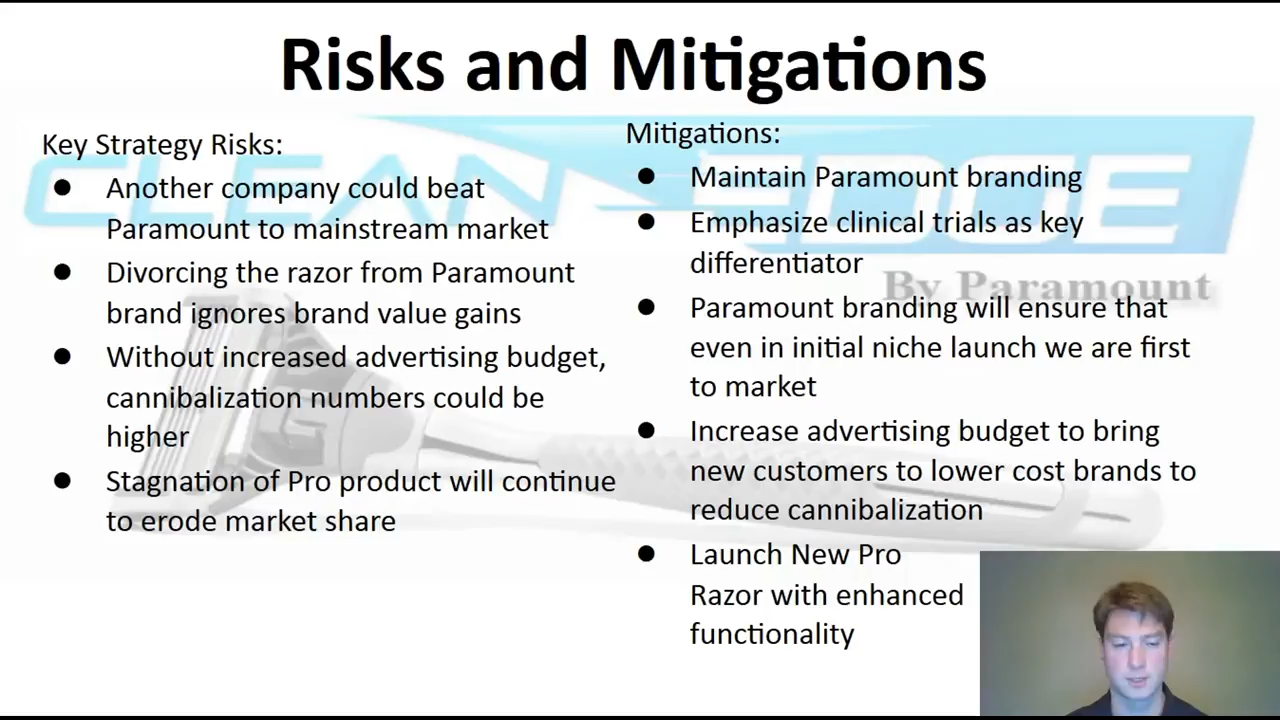 Risks and Mitigations
Key Strategy Risks:
● Another company could beat
Paramount to mainstream market
● Divorcing the razor from Paramount
brand ignores brand value gains
● Without increased advertising budget,
cannibalization numbers could be
higher
● Stagnation of Pro product will continue
to erode market share
Mitigations:
● Maintain Paramount branding
● Emphasize clinical trials as key
differentiator
● Paramount branding will ensure that
even in initial niche launch we are first
to market
● Increase advertising budget to bring
new customers to lower cost brands to
reduce cannibalization
● Launch New Pro
Razor with enhanced
functionality
CLEAN EDGE
By Paramount